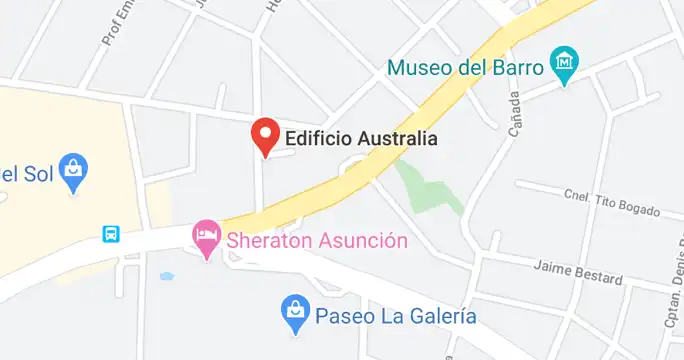 Museo del Barro
Cañada
Edificio Australia
el Sol
Cnel. Tito Bogado
Sheraton Asunción
Jaime Bestard
Paseo La Galería
Cptan. Denis
Prof Em